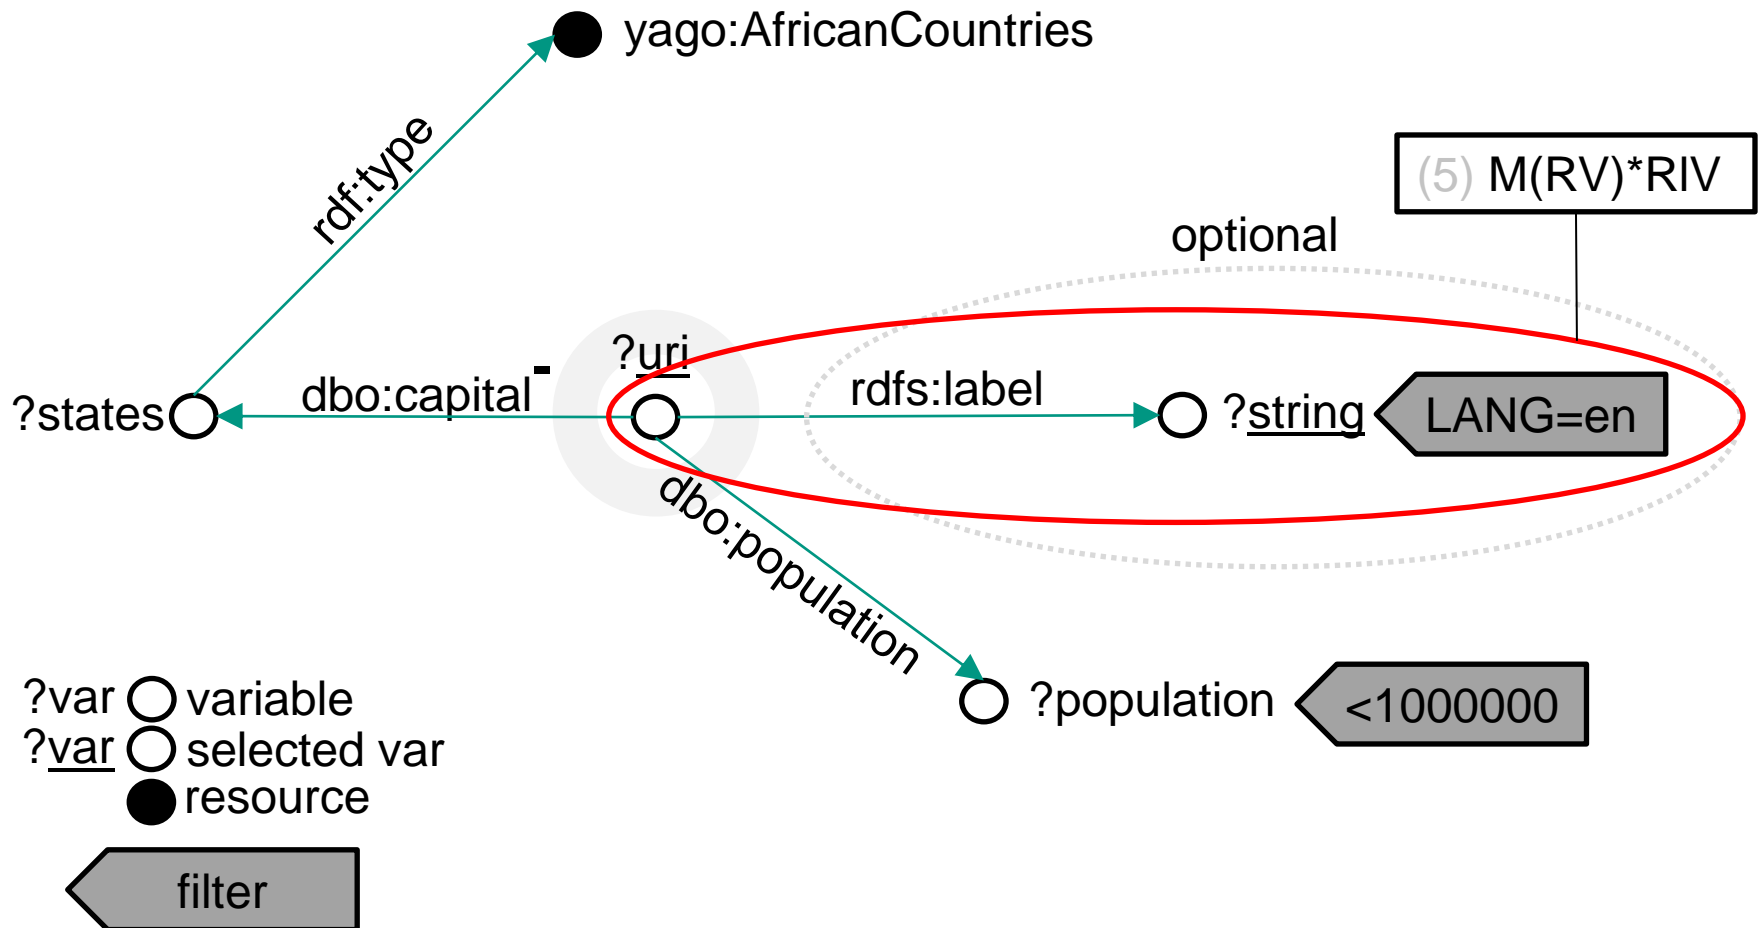 yago:AfricanCountries
rdf:type
(5) M(RV)*RIV
optional
?uri
?states
dbo:capital-
rdfs:label
?string
LANG=en
dbo:population
?population
<1000000
?var variable
?var selected var
resource
filter